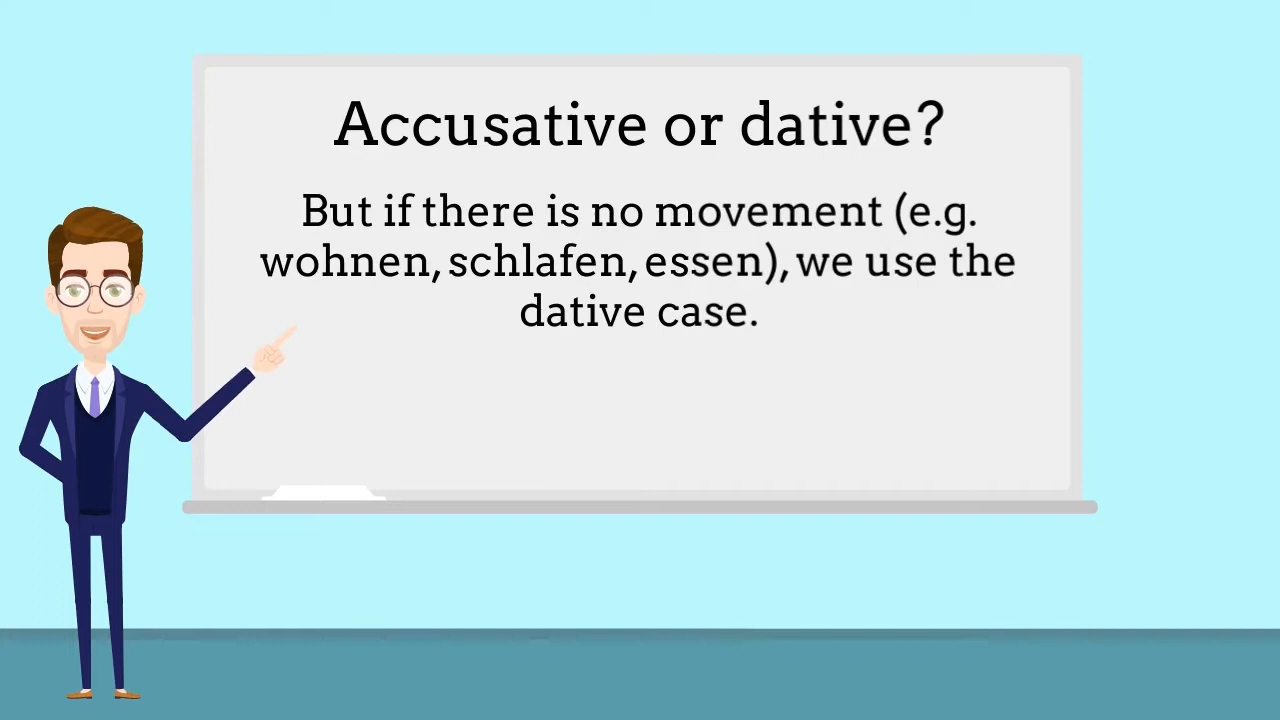 Accusative or dative?
But if there is no movement (e.g.
wohnen, schlafen, essen), we use the
dative case.